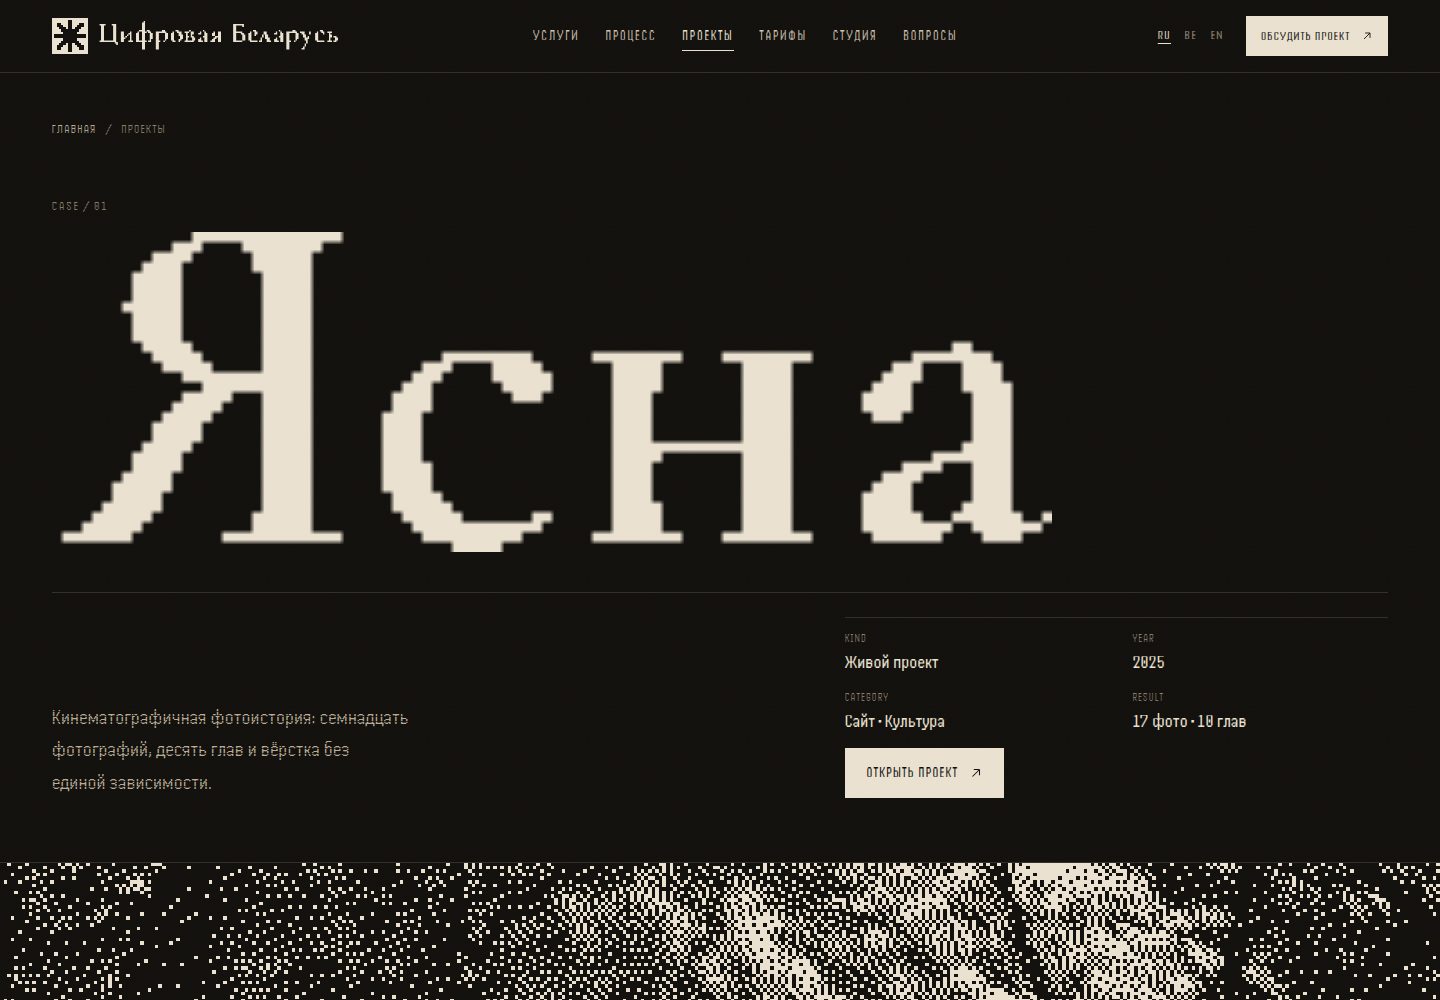 Цифровая Беларусь
УСЛУГИ ПРОЦЕСС ПРОЕКТЫ ТАРИФЫ СТУДИЯ ВОПРОСЫ
RU BE EN
ОБСУДИТЬ ПРОЕКТ
ГЛАВНАЯ / ПРОЕКТЫ
CASE / 01
Ясна
KIND
Живой проект
YEAR
2025
CATEGORY
Сайт · Культура
RESULT
17 фото · 10 глав
Кинематографичная фотоистория: семнадцать
фотографий, десять глав и вёрстка без
единой зависимости.
ОТКРЫТЬ ПРОЕКТ